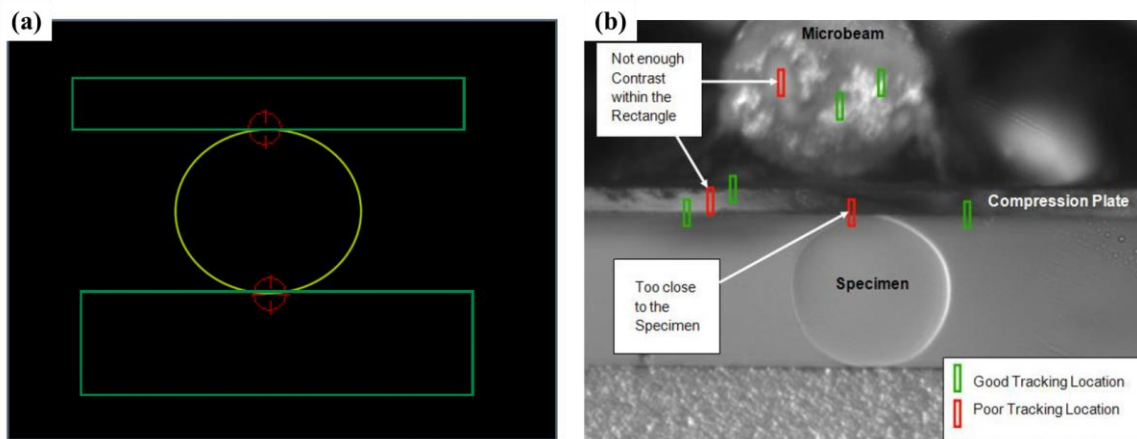 (a)
(b)
Microbeam
Not enough
Contrast
within the
Rectangle
Compression Plate
Too close
to the
Specimen
Specimen
Good Tracking Location
Poor Tracking Location